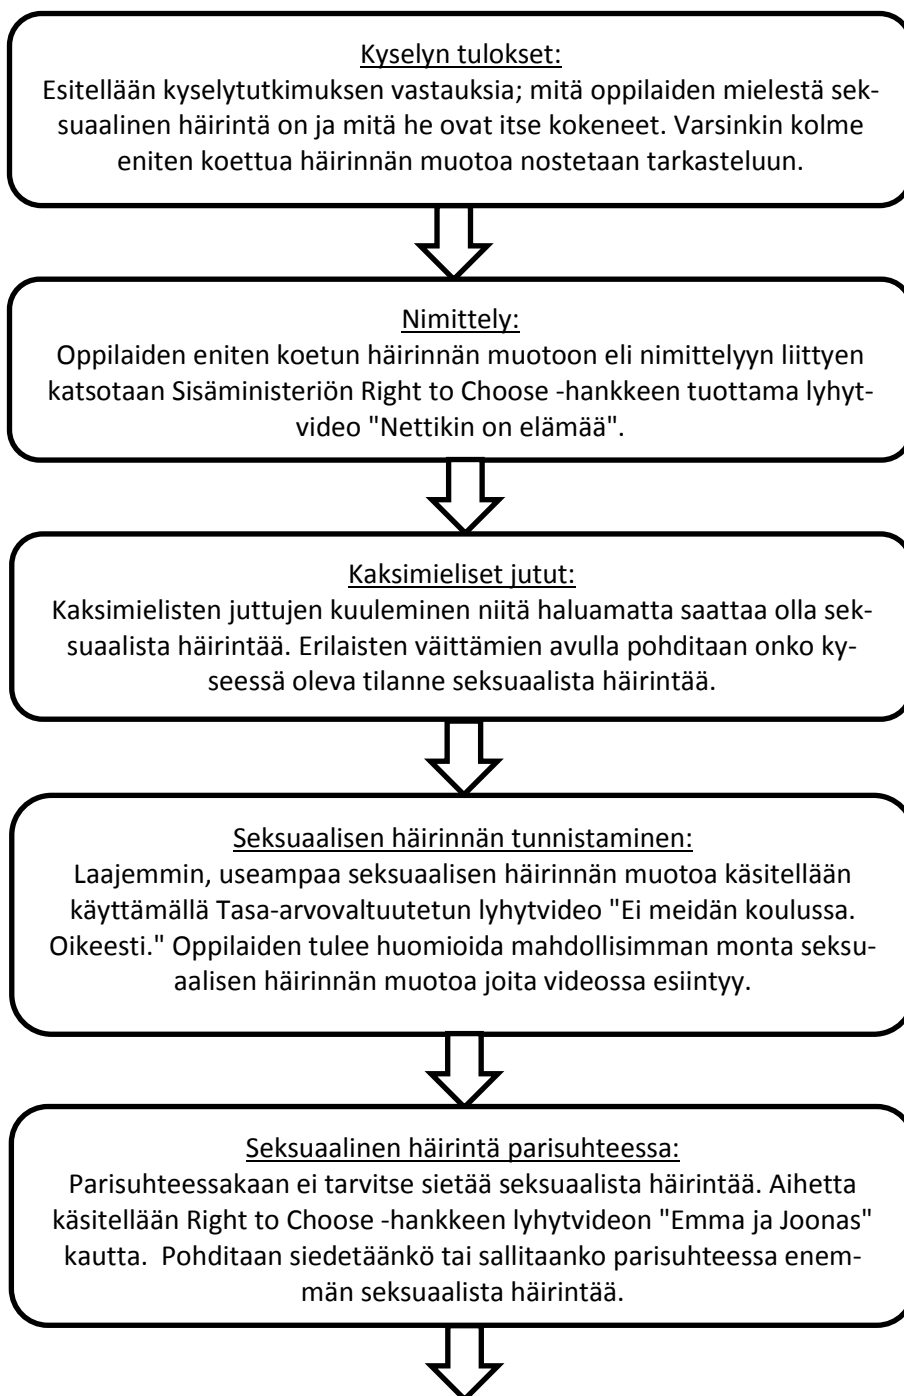 Kyselyn tulokset:
Esitellään kyselytutkimuksen vastauksia; mitä oppilaiden mielestä sek-
suaalinen häirintä on ja mitä he ovat itse kokeneet. Varsinkin kolme
eniten koettua häirinnän muotoa nostetaan tarkasteluun.
Nimittely:
Oppilaiden eniten koetun häirinnän muotoon eli nimittelyyn liittyen
katsotaan Sisäministeriön Right to Choose -hankkeen tuottama lyhyt-
video "Nettikin on elämää".
Kaksimieliset jutut:
Kaksimielisten juttujen kuuleminen niitä haluamatta saattaa olla sek-
suaalista häirintää. Erilaisten väittämien avulla pohditaan onko ky-
seessä oleva tilanne seksuaalista häirintää.
Seksuaalisen häirinnän tunnistaminen:
Laajemmin, useampaa seksuaalisen häirinnän muotoa käsitellään
käyttämällä Tasa-arvovaltuutetun lyhytvideo "Ei meidän koulussa.
Oikeesti." Oppilaiden tulee huomioida mahdollisimman monta seksu-
aalisen häirinnän muotoa joita videossa esiintyy.
Seksuaalinen häirintä parisuhteessa:
Parisuhteessakaan ei tarvitse sietää seksuaalista häirintää. Aihetta
käsitellään Right to Choose -hankkeen lyhytvideon "Emma ja Joonas"
kautta.  Pohditaan siedetäänkö tai sallitaanko parisuhteessa enem-
män seksuaalista häirintää.